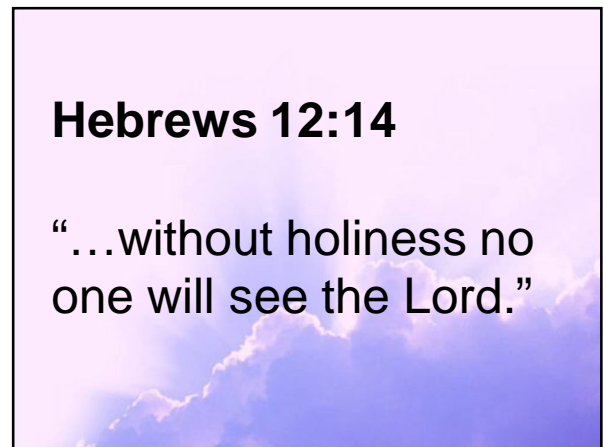 Hebrews 12:14
“…without holiness no
one will see the Lord.”